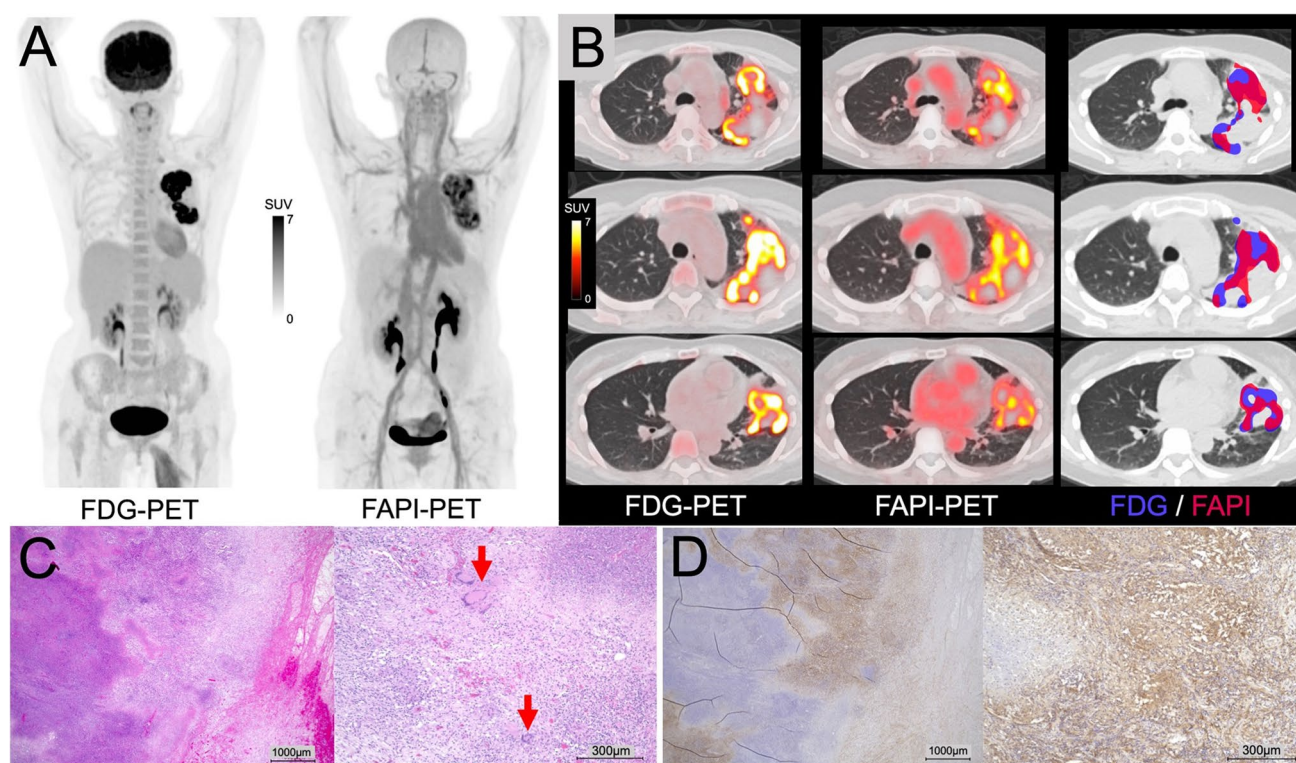 A
SUV
7
0
FDG-PET
FAPI-PET
B
SUV
7
0
FDG-PET
FAPI-PET
FDG / FAPI
C
1000µm
300µm
D
1000µm
300µm